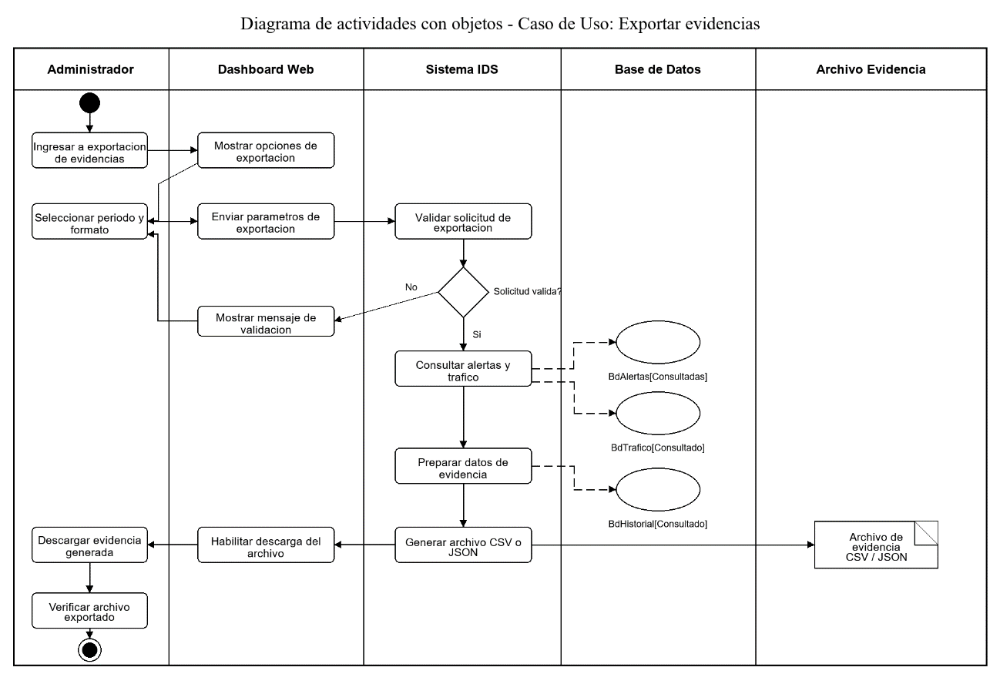 Diagrama de actividades con objetos - Caso de Uso: Exportar evidencias
Administrador
Dashboard Web
Sistema IDS
Base de Datos
Archivo Evidencia
Ingresar a exportacion
de evidencias
Mostrar opciones de
exportacion
Seleccionar periodo y
formato
Enviar parametros de
exportacion
Validar solicitud de
exportacion
No
Solicitud valida?
Mostrar mensaje de
validacion
Si
Consultar alertas y
trafico
BdAlertas[Consultadas]
BdTrafico[Consultado]
Preparar datos de
evidencia
BdHistorial[Consultado]
Descargar evidencia
generada
Habilitar descarga del
archivo
Generar archivo CSV o
JSON
Archivo de
evidencia
CSV / JSON
Verificar archivo
exportado